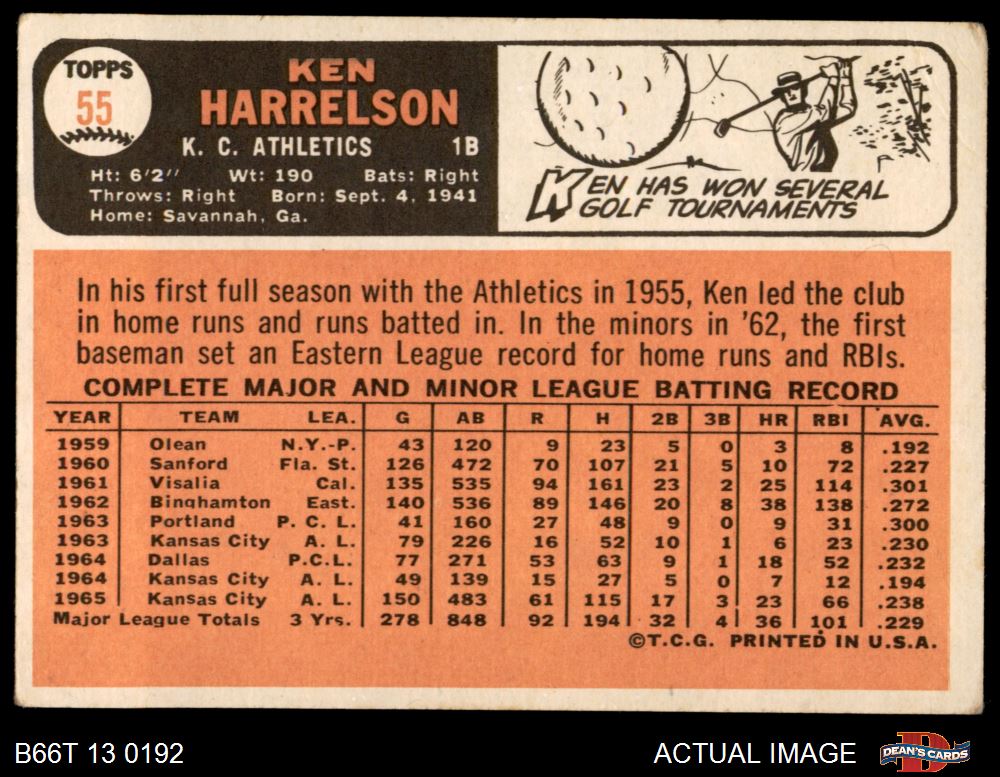 TOPPS
55
KEN
HARRELSON
K. C. ATHLETICS 1B
Ht: 6'2" Wt: 190 Bats: Right
Throws: Right Born: Sept. 4, 1941
Home: Savannah, Ga.
KEN HAS WON SEVERAL
GOLF TOURNAMENTS
In his first full season with the Athletics in 1955, Ken led the club
in home runs and runs batted in. In the minors in '62, the first
baseman set an Eastern League record for home runs and RBIs.
COMPLETE MAJOR AND MINOR LEAGUE BATTING RECORD
YEAR TEAM LEA. G AB R H 2B 3B HR RBI AVG.
1959 Olean N.Y.-P. 43 120 9 23 5 0 3 8 .192
1960 Sanford Fla. St. 126 472 70 107 21 5 10 72 .227
1961 Visalia Cal. 135 535 94 161 23 2 25 114 .301
1962 Binghamton East. 140 536 89 146 20 8 38 138 .272
1963 Portland P. C. L. 41 160 27 48 9 0 9 31 .300
1963 Kansas City A. L. 79 226 16 52 10 1 6 23 .230
1964 Dallas P.C.L. 77 271 53 63 9 1 18 52 .232
1964 Kansas City A. L. 49 139 15 27 5 0 7 12 .194
1965 Kansas City A. L. 150 483 61 115 17 3 23 66 .238
Major League Totals 3 Yrs. 278 848 92 194 32 4 36 101 .229
©T.C.G. PRINTED IN U.S.A.
B66T 13 0192
ACTUAL IMAGE
DEAN'S CARDS